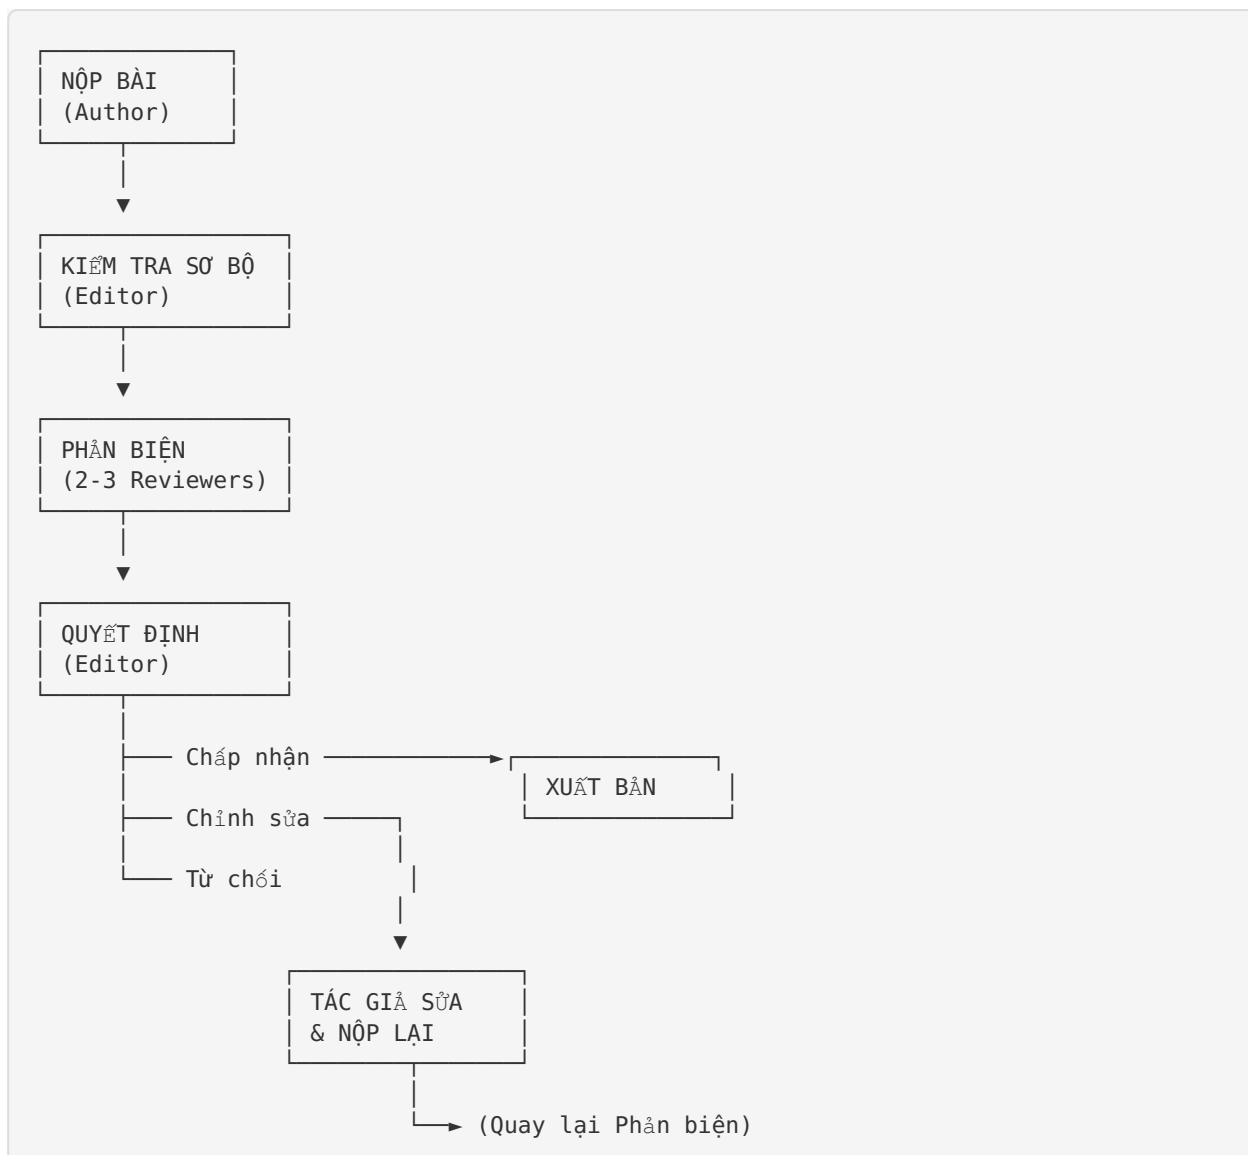 NỘP BÀI
(Author)
KIỂM TRA SƠ BỘ
(Editor)
PHẢN BIỆN
(2-3 Reviewers)
QUYẾT ĐỊNH
(Editor)
Chấp nhận
XUẤT BẢN
Chỉnh sửa
Từ chối
TÁC GIẢ SỬA
& NỘP LẠI
(Quay lại Phản biện)